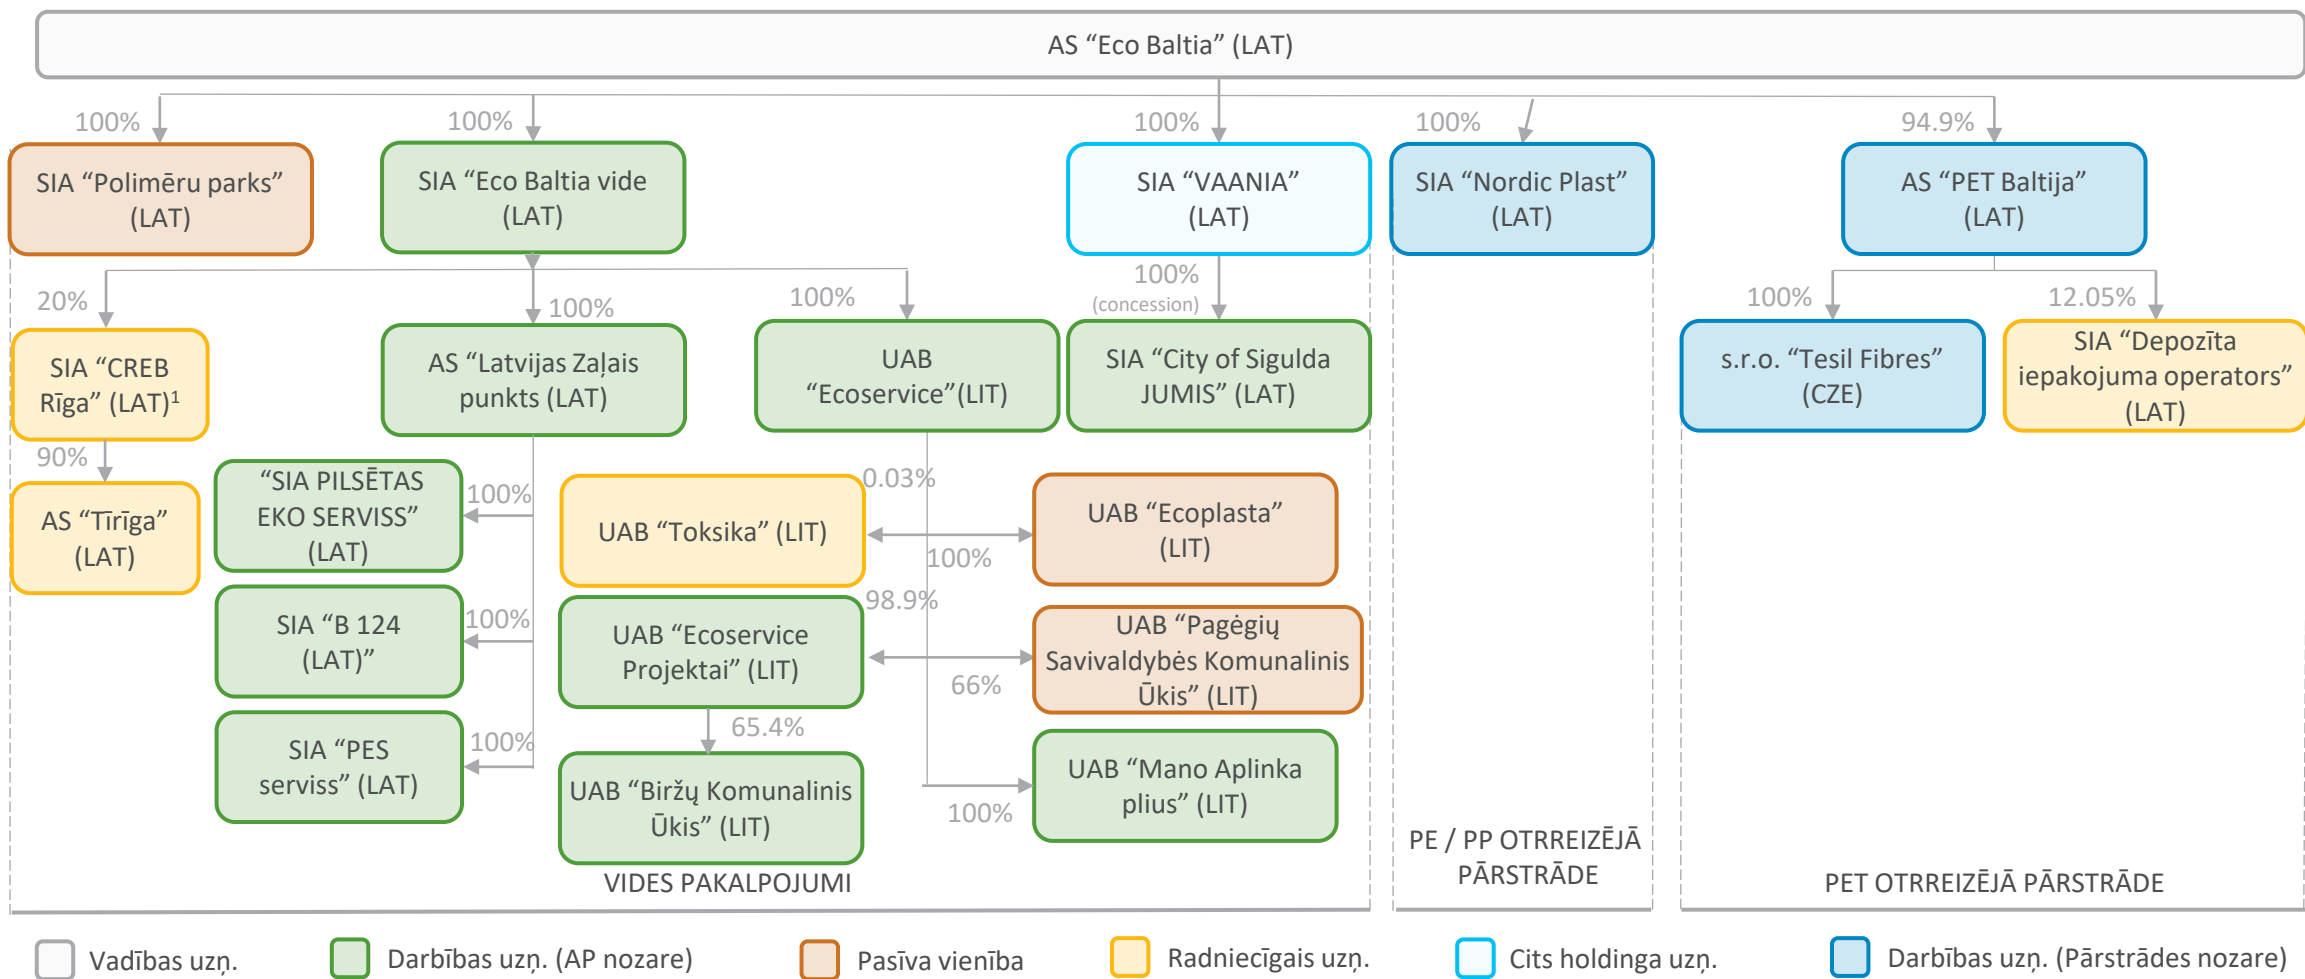 AS “Eco Baltia” (LAT)
100%
100%
100%
100%
94.9%
SIA “Polimēru parks”
(LAT)
SIA “Eco Baltia vide
(LAT)
SIA “VAANIA”
(LAT)
SIA “Nordic Plast”
(LAT)
AS “PET Baltija”
(LAT)
20%
100%
100%
100%
(concession)
100%
12.05%
SIA “CREB
Rīga” (LAT)1
AS “Latvijas Zaļais
punkts (LAT)
UAB
“Ecoservice”(LIT)
SIA “City of Sigulda
JUMIS” (LAT)
s.r.o. “Tesil Fibres”
(CZE)
SIA “Depozīta
iepakojuma operators”
(LAT)
90%
AS “Tīrīga”
(LAT)
“SIA PILSĒTAS
EKO SERVISS”
(LAT)
100%
UAB “Toksika” (LIT)
0.03%
100%
UAB “Ecoplasta”
(LIT)
SIA “B 124
(LAT)”
100%
UAB “Ecoservice
Projektai” (LIT)
98.9%
66%
UAB “Pagėgių
Savivaldybės Komunalinis
Ūkis” (LIT)
65.4%
SIA “PES
serviss” (LAT)
100%
UAB “Biržų Komunalinis
Ūkis” (LIT)
100%
UAB “Mano Aplinka
plius” (LIT)
VIDES PAKALPOJUMI
PE / PP OTRREIZĒJĀ
PĀRSTRĀDE
PET OTRREIZĒJĀ PĀRSTRĀDE
Vadības uzņ.
Darbības uzņ. (AP nozare)
Pasīva vienība
Radniecīgais uzņ.
Cits holdinga uzņ.
Darbības uzņ. (Pārstrādes nozare)